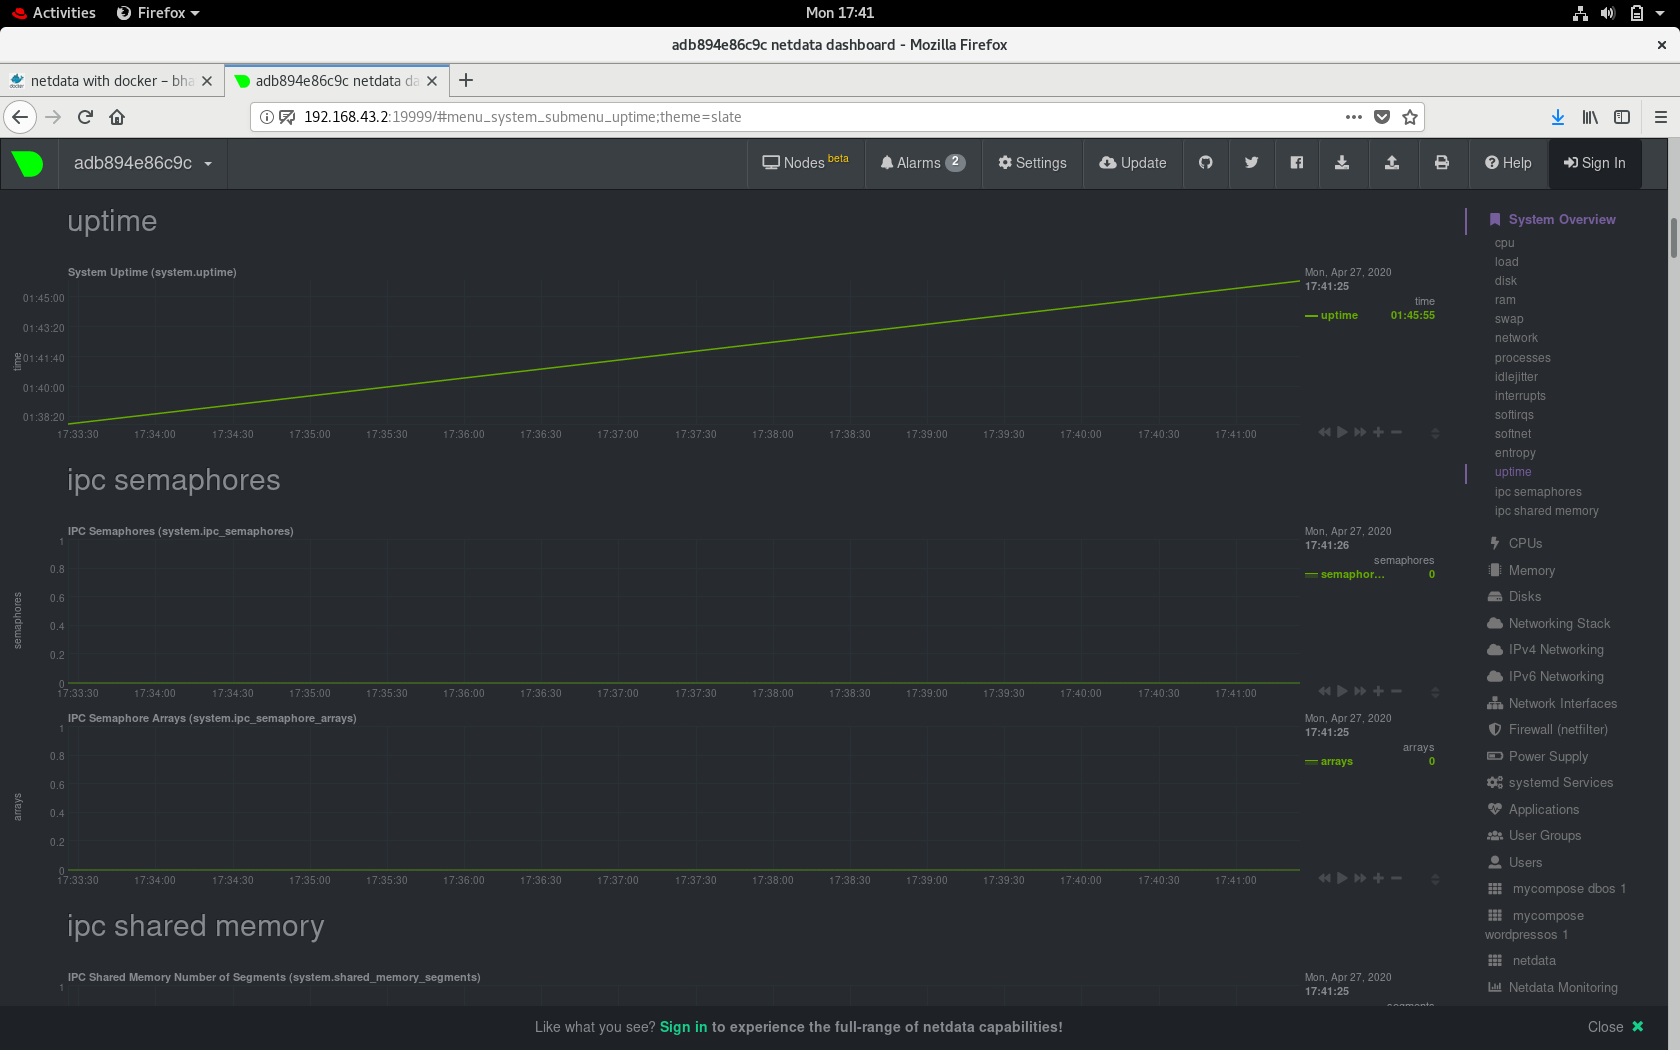 Activities Firefox Mon 17:41
adb894e86c9c netdata dashboard - Mozilla Firefox
netdata with docker – bha adb894e86c9c netdata da
192.168.43.2:19999/#menu_system_submenu_uptime;theme=slate
adb894e86c9c Nodes beta Alarms 2 Settings Update Help Sign In
uptime
System Uptime (system.uptime)
Mon, Apr 27, 2020
17:41:25
time
uptime 01:45:55
time
01:45:00
01:43:20
01:41:40
01:40:00
01:38:20
17:33:30 17:34:00 17:34:30 17:35:00 17:35:30 17:36:00 17:36:30 17:37:00 17:37:30 17:38:00 17:38:30 17:39:00 17:39:30 17:40:00 17:40:30 17:41:00
ipc semaphores
IPC Semaphores (system.ipc_semaphores)
Mon, Apr 27, 2020
17:41:26
semaphores
semaphor... 0
semaphores
1
0.8
0.6
0.4
0.2
0
17:33:30 17:34:00 17:34:30 17:35:00 17:35:30 17:36:00 17:36:30 17:37:00 17:37:30 17:38:00 17:38:30 17:39:00 17:39:30 17:40:00 17:40:30 17:41:00
IPC Semaphore Arrays (system.ipc_semaphore_arrays)
Mon, Apr 27, 2020
17:41:25
arrays
arrays 0
arrays
1
0.8
0.6
0.4
0.2
0
17:33:30 17:34:00 17:34:30 17:35:00 17:35:30 17:36:00 17:36:30 17:37:00 17:37:30 17:38:00 17:38:30 17:39:00 17:39:30 17:40:00 17:40:30 17:41:00
ipc shared memory
IPC Shared Memory Number of Segments (system.shared_memory_segments)
Mon, Apr 27, 2020
17:41:25
segments
1
System Overview
cpu
load
disk
ram
swap
network
processes
idlejitter
interrupts
softirqs
softnet
entropy
uptime
ipc semaphores
ipc shared memory
CPUs
Memory
Disks
Networking Stack
IPv4 Networking
IPv6 Networking
Network Interfaces
Firewall (netfilter)
Power Supply
systemd Services
Applications
User Groups
Users
mycompose dbos 1
mycompose
wordpressos 1
netdata
Netdata Monitoring
Like what you see? Sign in to experience the full-range of netdata capabilities!
Close